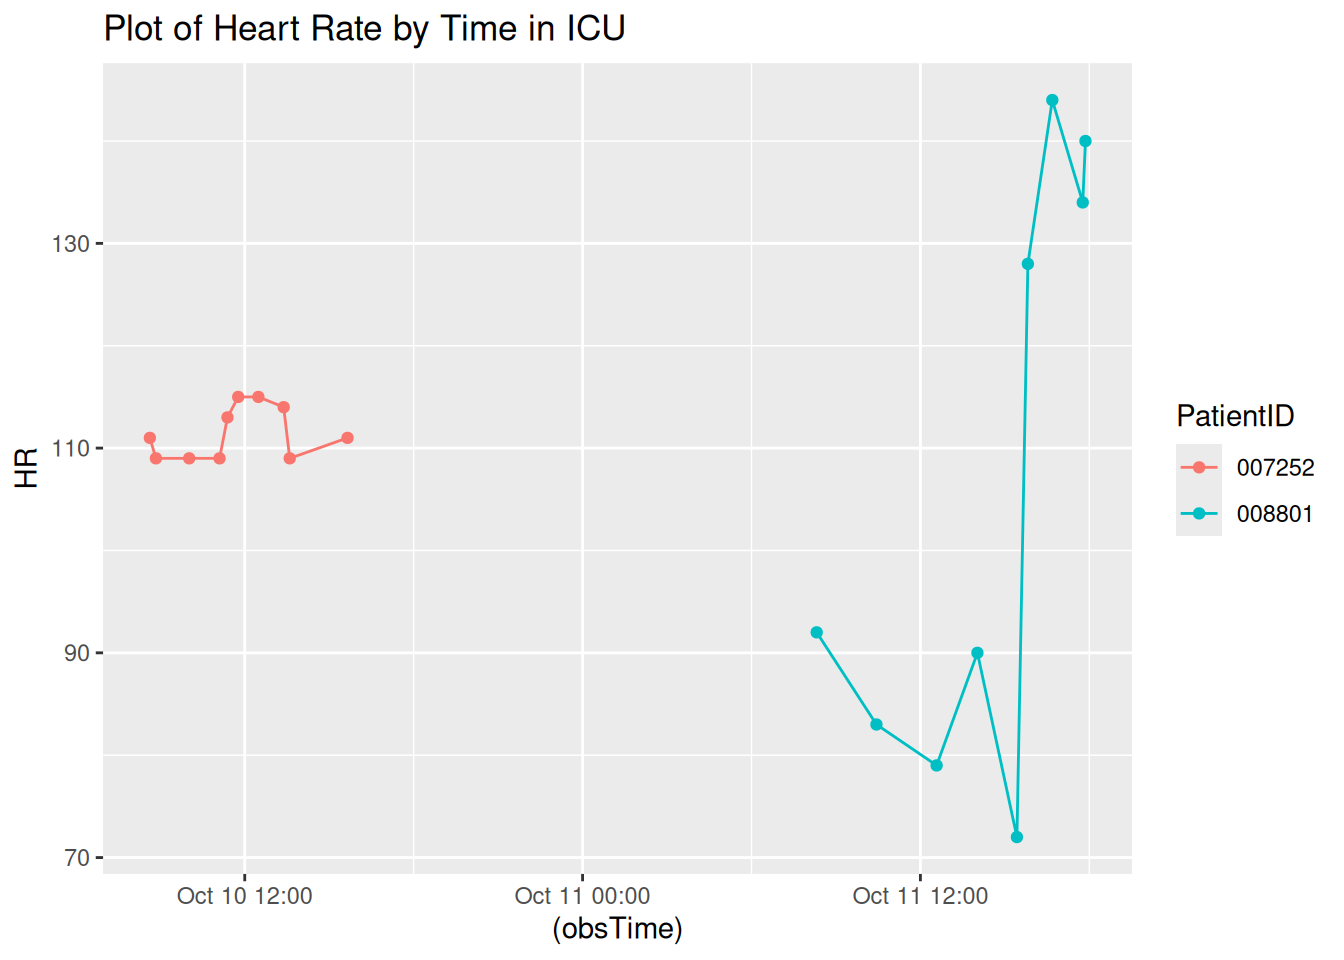 Plot of Heart Rate by Time in ICU
HR
130
110
90
70
Oct 10 12:00
Oct 11 00:00
Oct 11 12:00
(obsTime)
PatientID
007252
008801